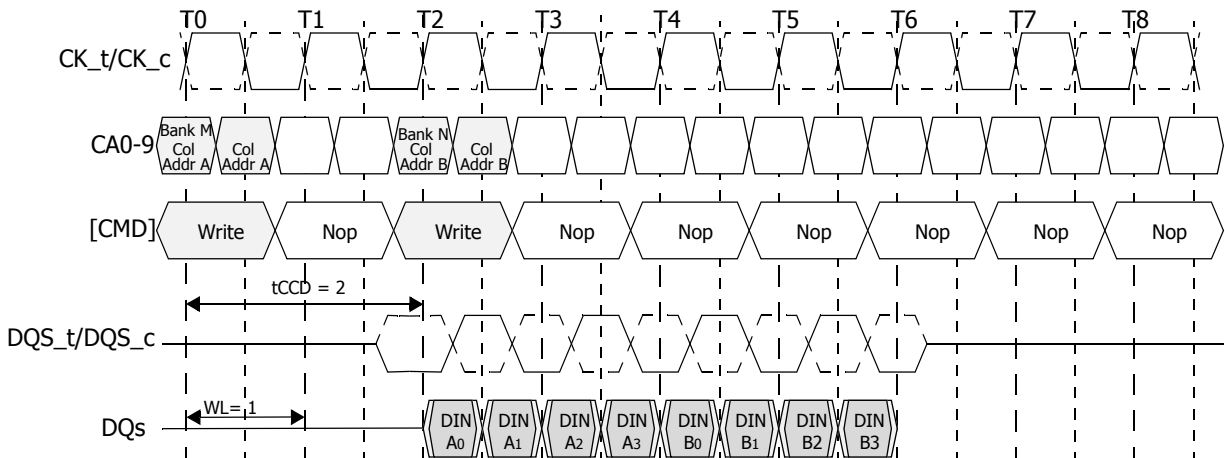 T0 T1 T2 T3 T4 T5 T6 T7 T8
CK_t/CK_c
CA0-9
Bank M
Col
Addr A
Col
Addr A
Bank N
Col
Addr B
Col
Addr B
[CMD] Write Nop Write Nop Nop Nop Nop Nop Nop
tCCD = 2
DQS_t/DQS_c
WL= 1
DQs
DIN
A0
DIN
A1
DIN
A2
DIN
A3
DIN
B0
DIN
B1
DIN
B2
DIN
B3